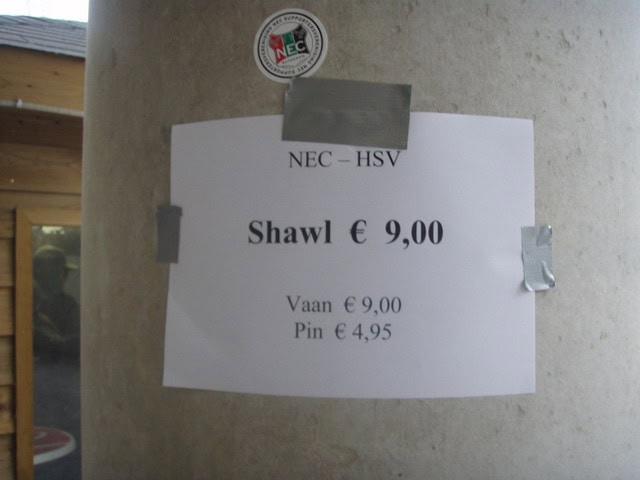 NEC
NEC – HSV
Shawl € 9,00
Vaan € 9,00
Pin € 4,95